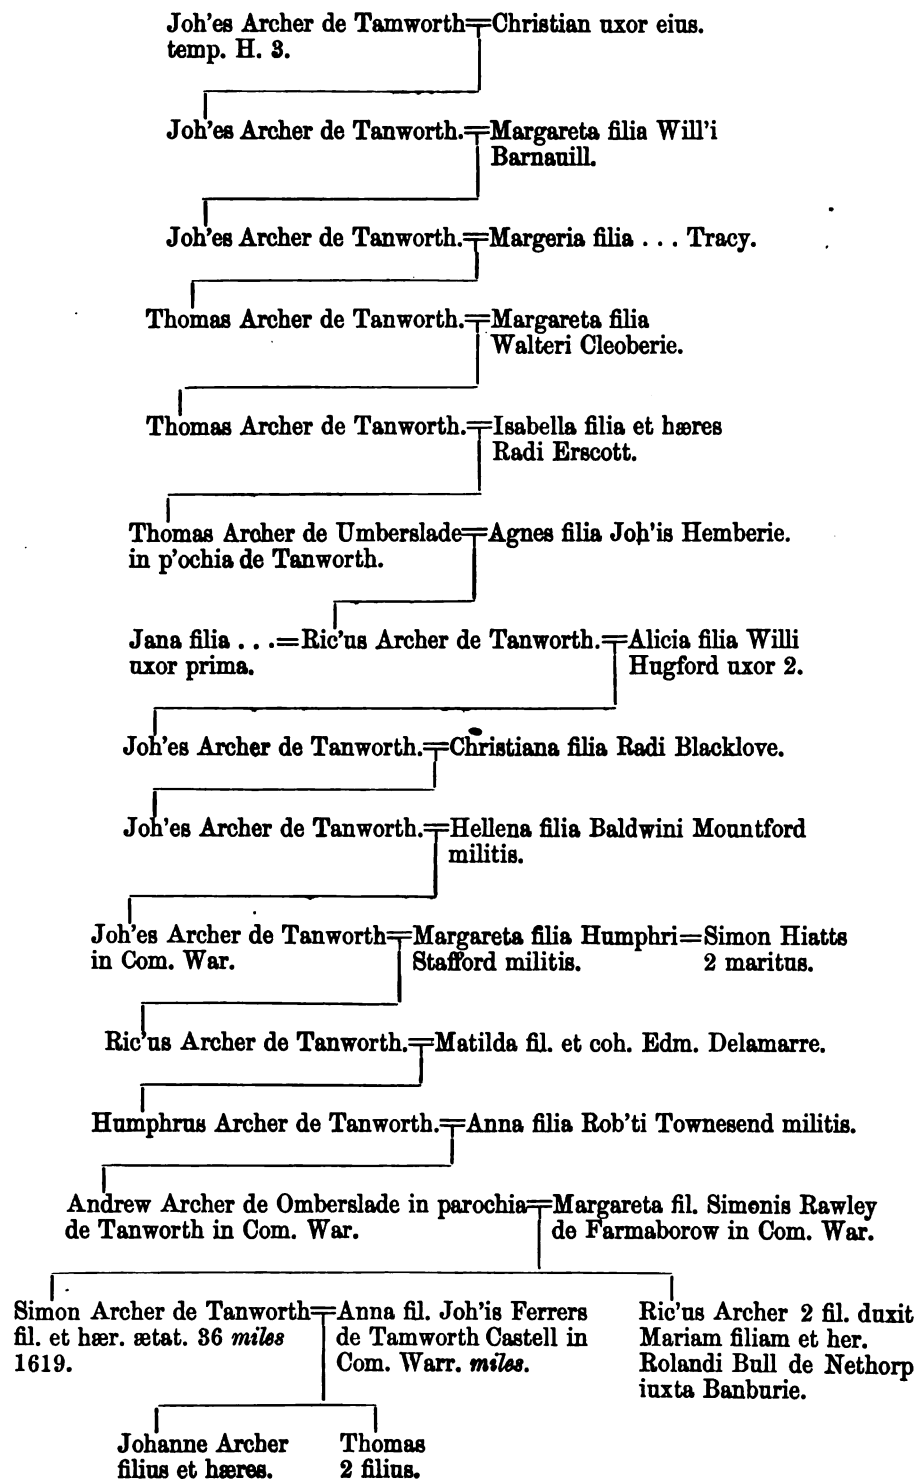 Joh'es Archer de Tamworth=Christian uxor eius.
temp. H. 3.
Joh'es Archer de Tanworth.=Margareta filia Will'i
Barnauill.
Joh'es Archer de Tanworth.=Margeria filia ... Tracy.
Thomas Archer de Tanworth.=Margareta filia
Walteri Cleoberie.
Thomas Archer de Tanworth.=Isabella filia et hæres
Radi Erscott.
Thomas Archer de Umberslade=Agnes filia Joh'is Hemberie.
in p'ochia de Tanworth.
Jana filia ...=Ric'us Archer de Tanworth.=Alicia filia Willi
uxor prima.
Hugford uxor 2.
Joh'es Archer de Tanworth.=Christiana filia Radi Blacklove.
Joh'es Archer de Tanworth.=Hellena filia Baldwini Mountford
militis.
Joh'es Archer de Tanworth=Margareta filia Humphri=Simon Hiatts
in Com. War.
Stafford militis.
2 maritus.
Ric'us Archer de Tanworth.=Matilda fil. et coh. Edm. Delamarre.
Humphrus Archer de Tanworth.=Anna filia Rob'ti Townesend militis.
Andrew Archer de Omberslade in parochia=Margareta fil. Simonis Rawley
de Tanworth in Com. War.
de Farmaborow in Com. War.
Simon Archer de Tanworth=Anna fil. Joh'is Ferrers
fil. et hær. ætat. 36 miles
1619.
de Tamworth Castell in
Com. Warr. miles.
Ric'us Archer 2 fil. duxit
Mariam filiam et her.
Rolandi Bull de Nethorp
iuxta Banburie.
Johanne Archer
filius et hæres.
Thomas
2 filius.